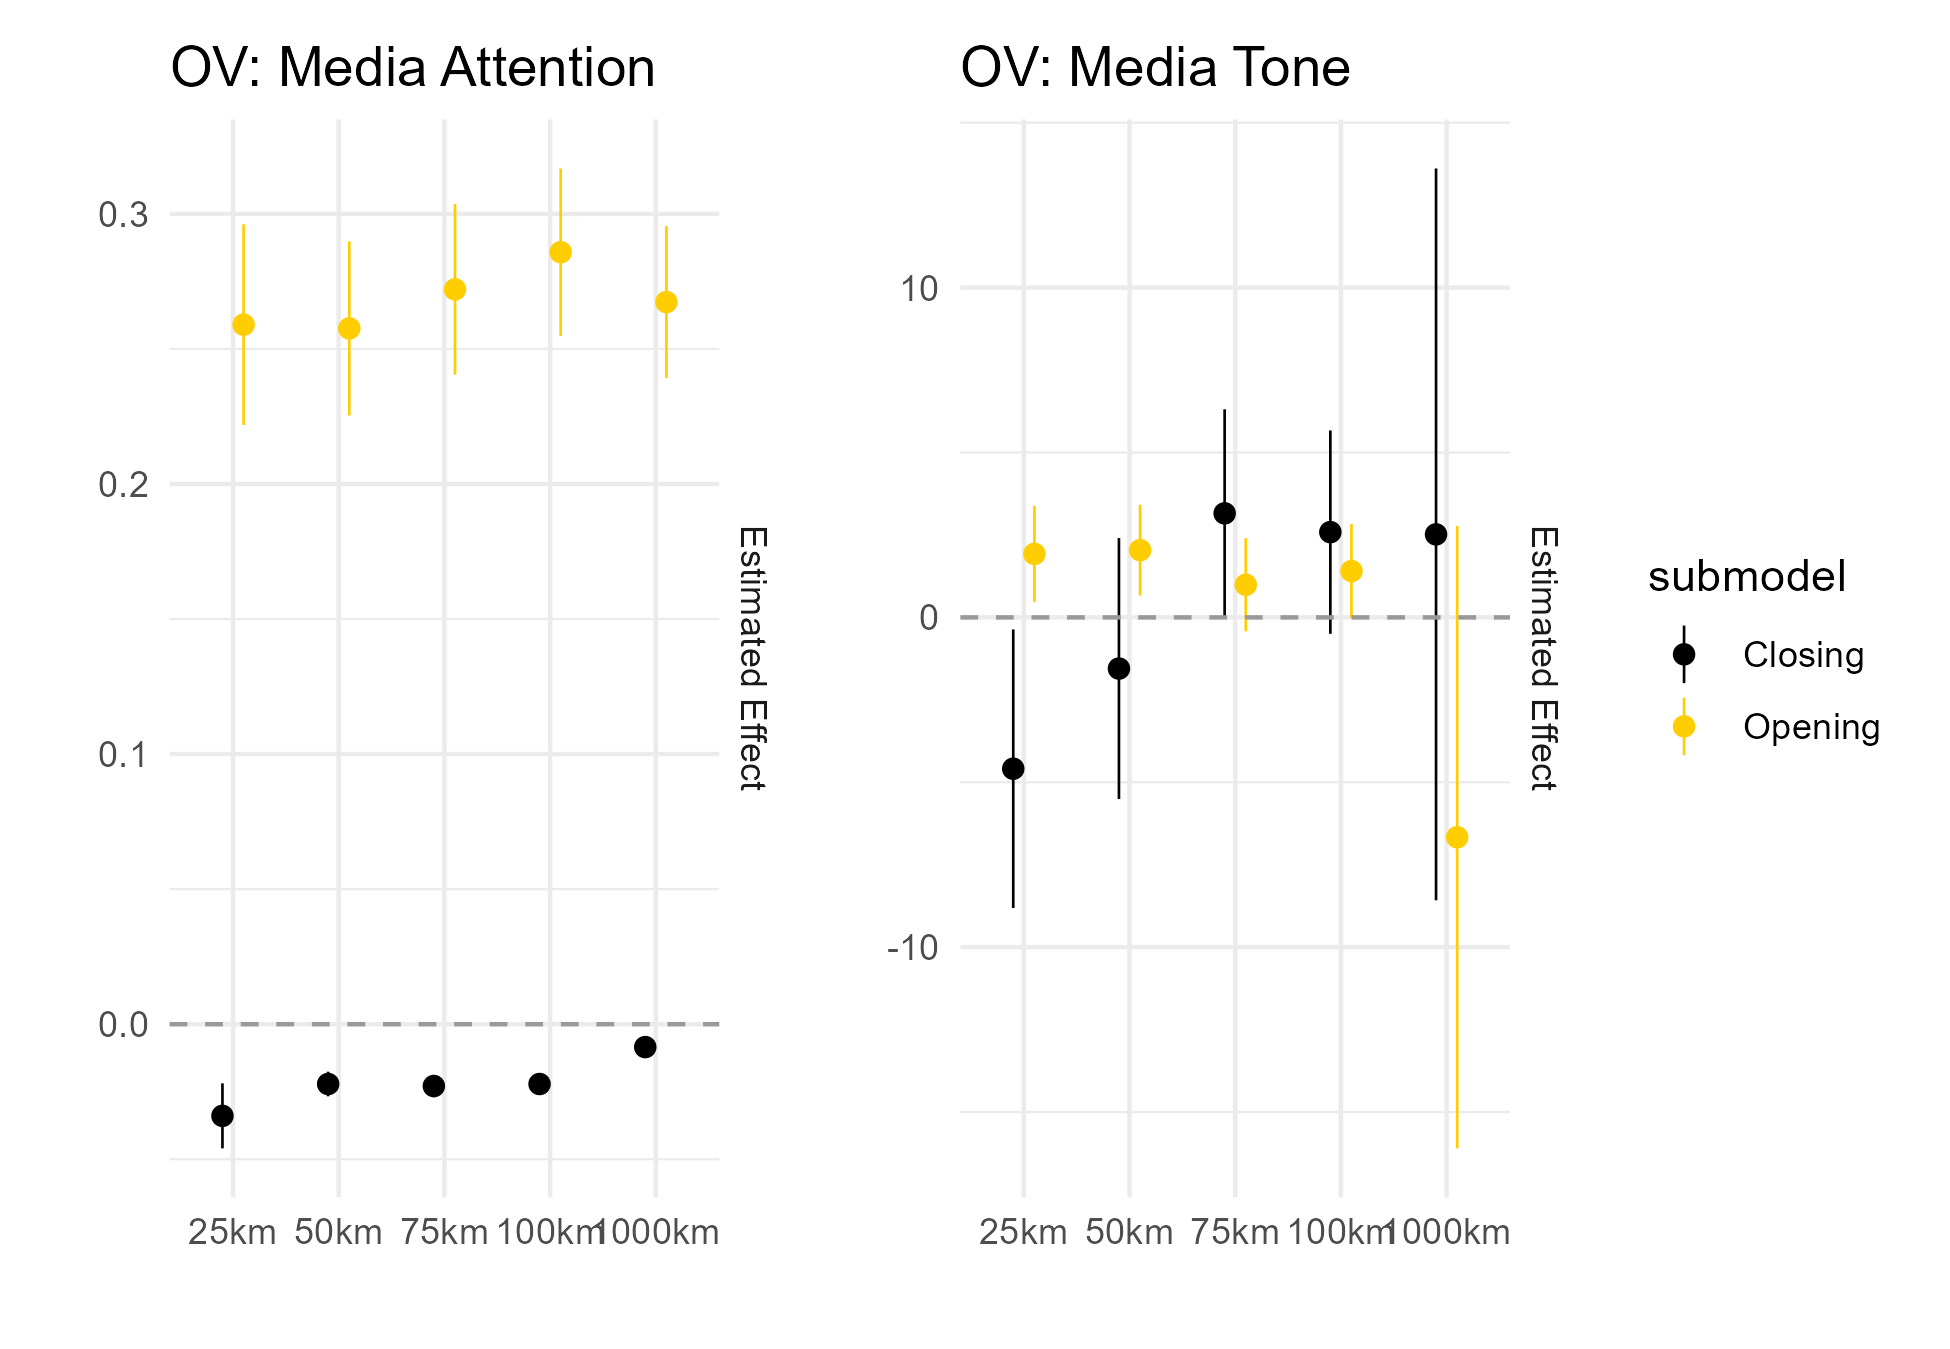 OV: Media Attention
0.3
0.2
0.1
0.0
25km 50km 75km 100km 1000km
Estimated Effect
OV: Media Tone
10
0
-10
25km 50km 75km 100km 1000km
Estimated Effect
submodel
Closing
Opening